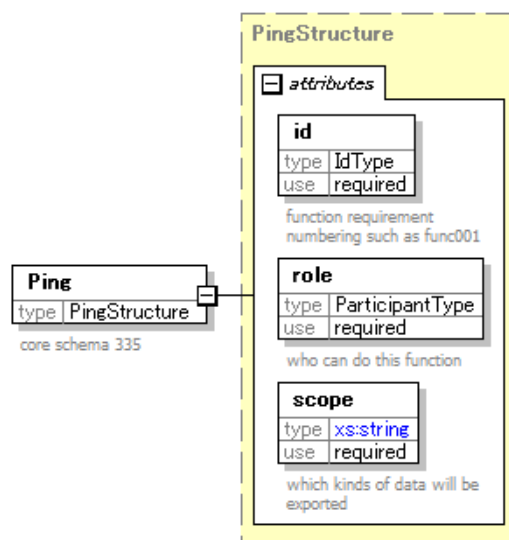 PingStructure
attributes
id
type IdType
use required
function requirement
numbering such as func001
Ping
type PingStructure
core schema 335
role
type ParticipantType
use required
who can do this function
scope
type xs:string
use required
which kinds of data will be
exported